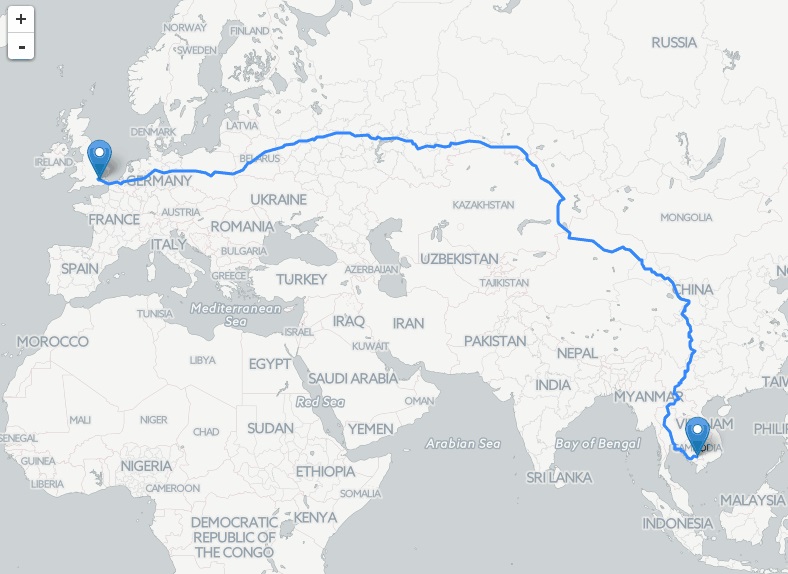 +
-
NORWAY
FINLAND
RUSSIA
SWEDEN
DENMARK
LATVIA
IRELAND
BELARUS
GERMANY
UKRAINE
KAZAKHSTAN
MONGOLIA
FRANCE
AUSTRIA
ROMANIA
ITALY
BULGARIA
UZBEKISTAN
SPAIN
GREECE
TURKEY
AZERBAIJAN
TAJIKISTAN
CHINA
Mediterranean
Sea
TUNISIA
IRAQ
IRAN
ISRAEL
MOROCCO
KUWAIT
PAKISTAN
NEPAL
LIBYA
EGYPT
SAUDI ARABIA
INDIA
MYANMAR
TAIW
Red Sea
OMAN
MALI
NIGER
CHAD
SUDAN
YEMEN
VIETNAM
PHILIP
SENEGAL
Arabian Sea
Bay of Bengal
CAMBODIA
GUINEA
NIGERIA
ETHIOPIA
LIBERIA
CAMEROON
SOMALIA
SRI LANKA
MALAYSIA
KENYA
DEMOCRATIC
REPUBLIC OF
THE CONGO
INDONESIA